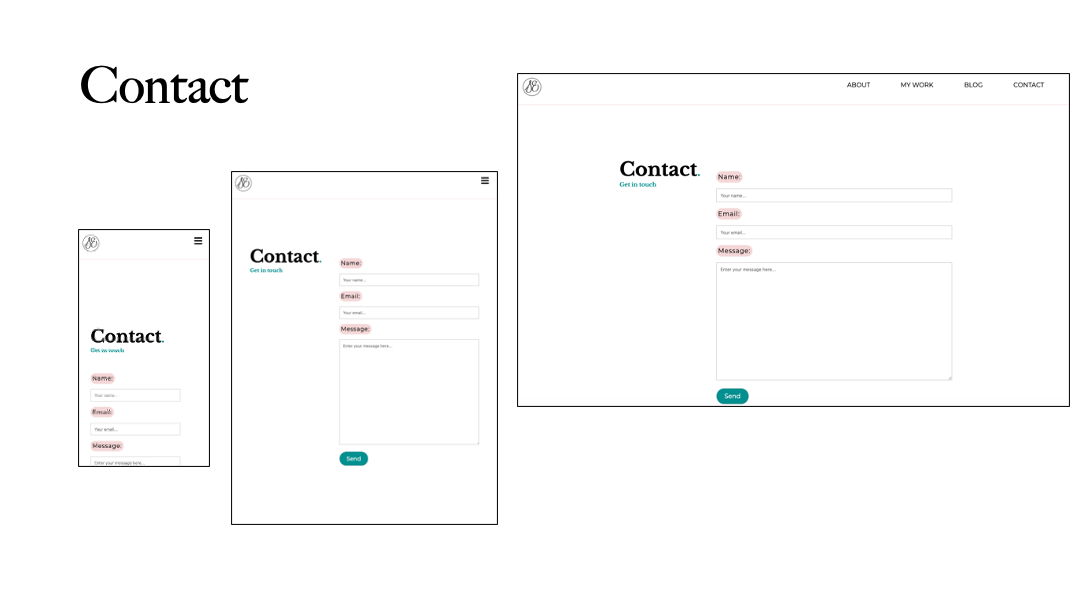 Contact
Contact.
Get in touch
Name:
Your name...
Email:
Your email...
Message:
Enter your message here...
Contact.
Get in touch
Name:
Your name...
Email:
Your email...
Message:
Enter your message here...
Send
ABOUT MY WORK BLOG CONTACT
Contact.
Get in touch
Name:
Your name...
Email:
Your email...
Message:
Enter your message here...
Send